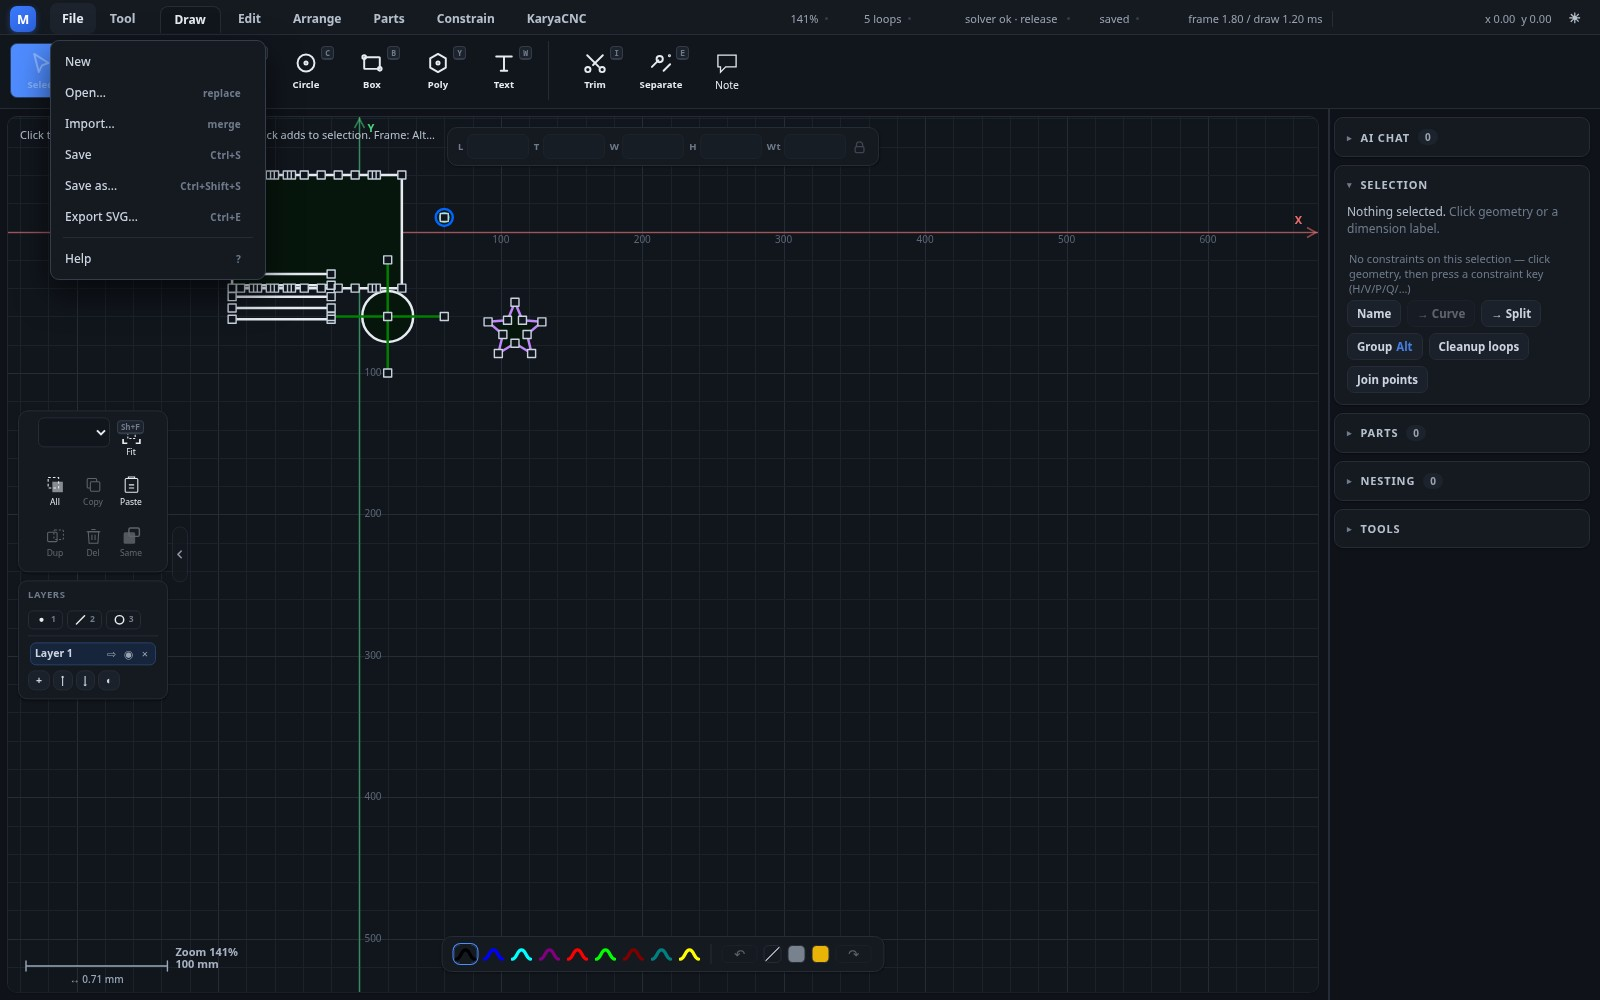 M File Tool Draw Edit Arrange Parts Constrain KaryaCNC 141% 5 loops solver ok · release saved frame 1.80 / draw 1.20 ms x 0.00 y 0.00
New
Open... replace
Import... merge
Save Ctrl+S
Save as... Ctrl+Shift+S
Export SVG... Ctrl+E
Help ?
C B Y W I E
Circle Box Poly Text Trim Separate Note
Click adds to selection. Frame: Alt...
L T W H Wt
Y
X
100 200 300 400 500 600
100
200
300
400
500
Sh+F
Fit
All Copy Paste
Dup Del Same
LAYERS
1 2 3
Layer 1
Zoom 141%
100 mm
↔ 0.71 mm
AI CHAT 0
SELECTION
Nothing selected. Click geometry or a
dimension label.
No constraints on this selection — click
geometry, then press a constraint key
(H/V/P/Q/...)
Name → Curve → Split
Group Alt Cleanup loops
Join points
PARTS 0
NESTING 0
TOOLS